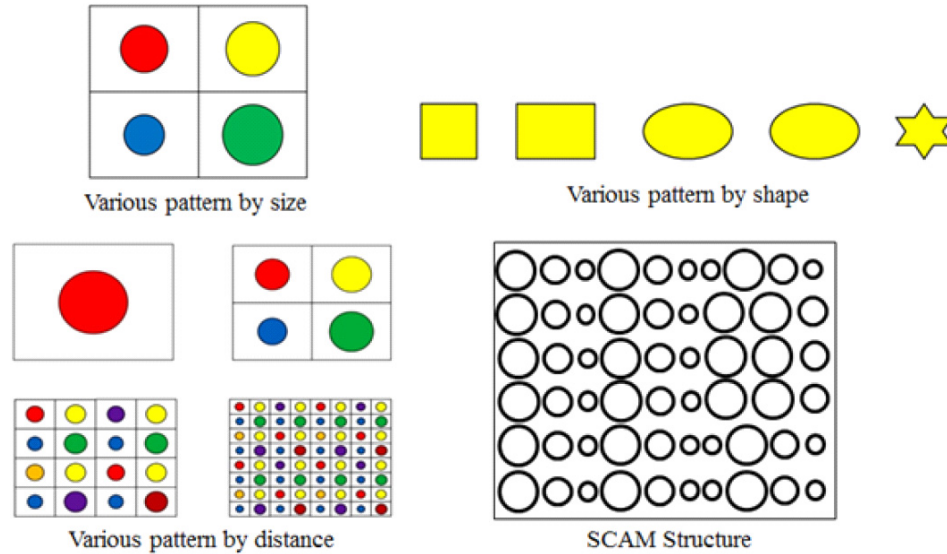 Various pattern by size
Various pattern by shape
Various pattern by distance
SCAM Structure